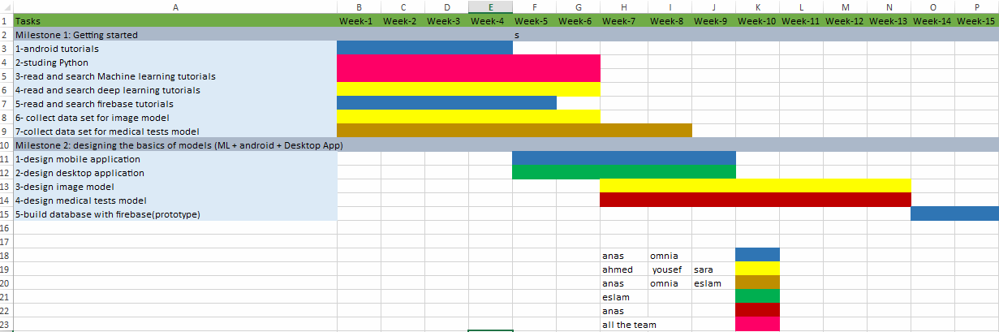 A B C D E F G H I J K L M N O P
1 Tasks Week-1 Week-2 Week-3 Week-4 Week-5 Week-6 Week-7 Week-8 Week-9 Week-10 Week-11 Week-12 Week-13 Week-14 Week-15
2 Milestone 1: Getting started s
3 1-android tutorials
4 2-studing Python
5 3-read and search Machine learning tutorials
6 4-read and search deep learning tutorials
7 5-read and search firebase tutorials
8 6- collect data set for image model
9 7-collect data set for medical tests model
10 Milestone 2: designing the basics of models (ML + android + Desktop App)
11 1-design mobile application
12 2-design desktop application
13 3-design image model
14 4-design medical tests model
15 5-build database with firebase(prototype)
16
17
18 anas omnia
19 ahmed yousef sara
20 anas omnia eslam
21 eslam
22 anas
23 all the team